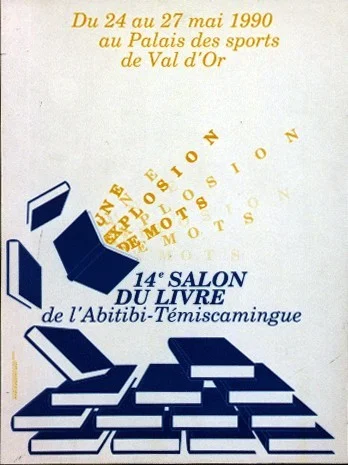 Du 24 au 27 mai 1990
au Palais des sports
de Val d'Or
UNE
EXPLOSION
DE MOTS
14e SALON
DU LIVRE
de l'Abitibi-Témiscamingue